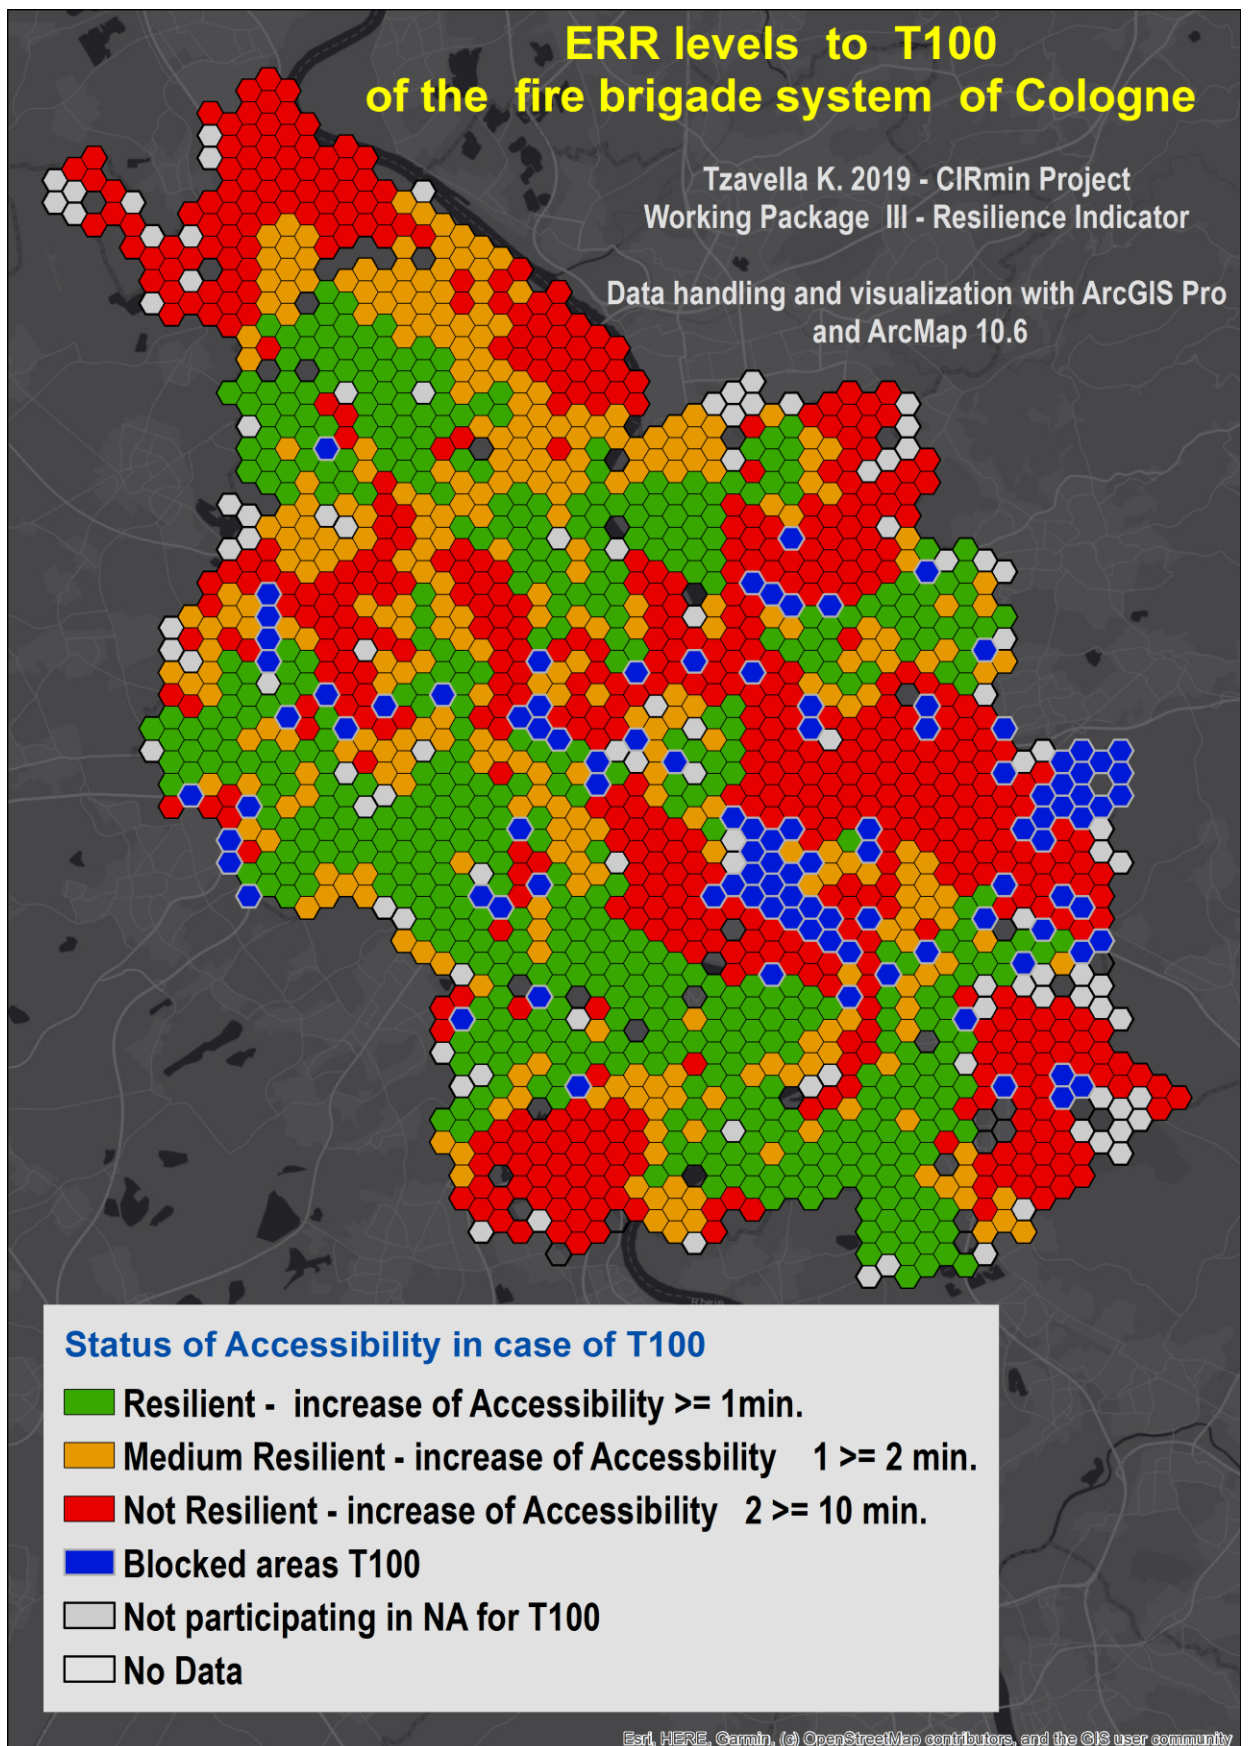 ERR levels to T100
of the fire brigade system of Cologne
Tzavella K. 2019 - CIRmin Project
Working Package III - Resilience Indicator
Data handling and visualization with ArcGIS Pro
and ArcMap 10.6
Rhein
Status of Accessibility in case of T100
Resilient - increase of Accessibility >= 1min.
Medium Resilient - increase of Accessbility 1 >= 2 min.
Not Resilient - increase of Accessibility 2 >= 10 min.
Blocked areas T100
Not participating in NA for T100
No Data
Esri, HERE, Garmin, (c) OpenStreetMap contributors, and the GIS user community